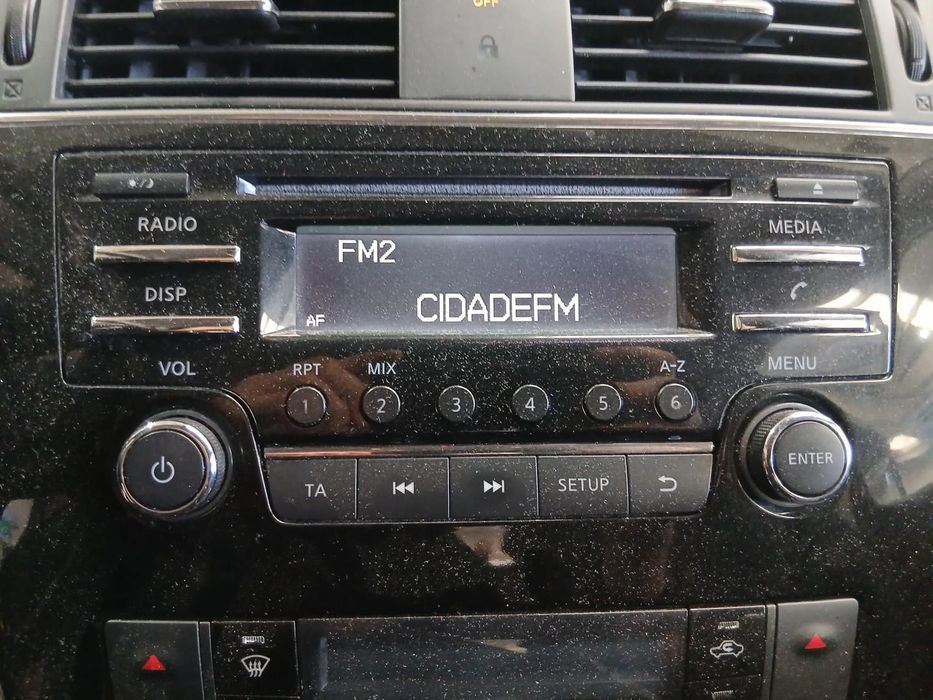 OFF
RADIO
MEDIA
FM2
DISP
AF
CIDADEFM
VOL
RPT
MIX
A-Z
MENU
1
2
3
4
5
6
ENTER
TA
SETUP